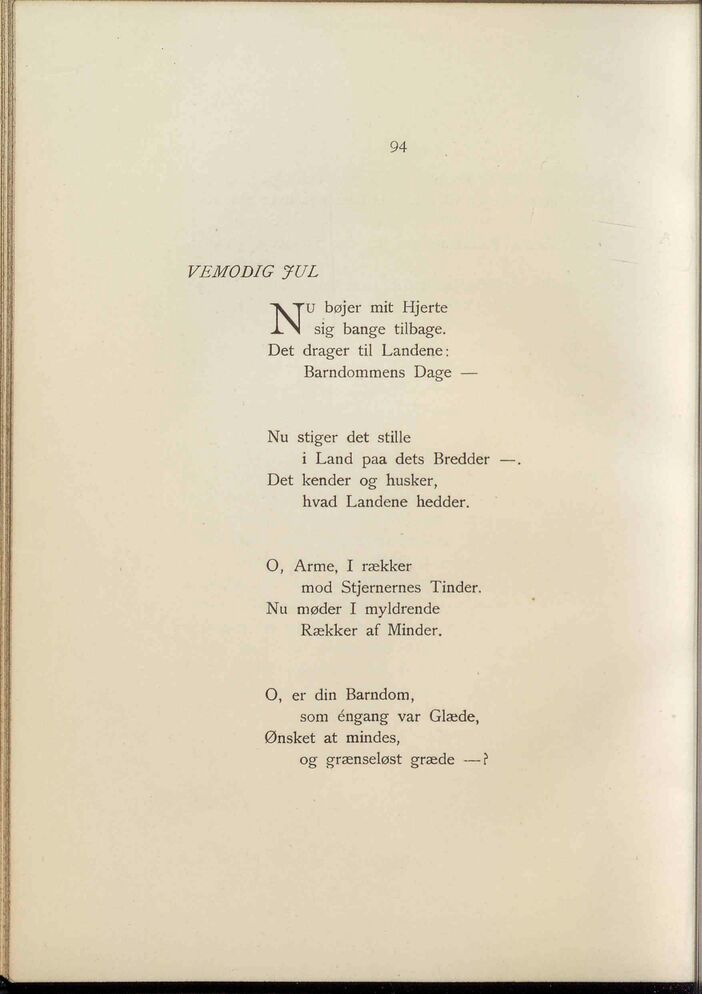 94
VEMODIG JUL
NU bøjer mit Hjerte
sig bange tilbage.
Det drager til Landene:
Barndommens Dage —
Nu stiger det stille
i Land paa dets Bredder —.
Det kender og husker,
hvad Landene hedder.
O, Arme, I rækker
mod Stjernernes Tinder.
Nu møder I myldrende
Rækker af Minder.
O, er din Barndom,
som éngang var Glæde,
Ønsket at mindes,
og grænseløst græde —?